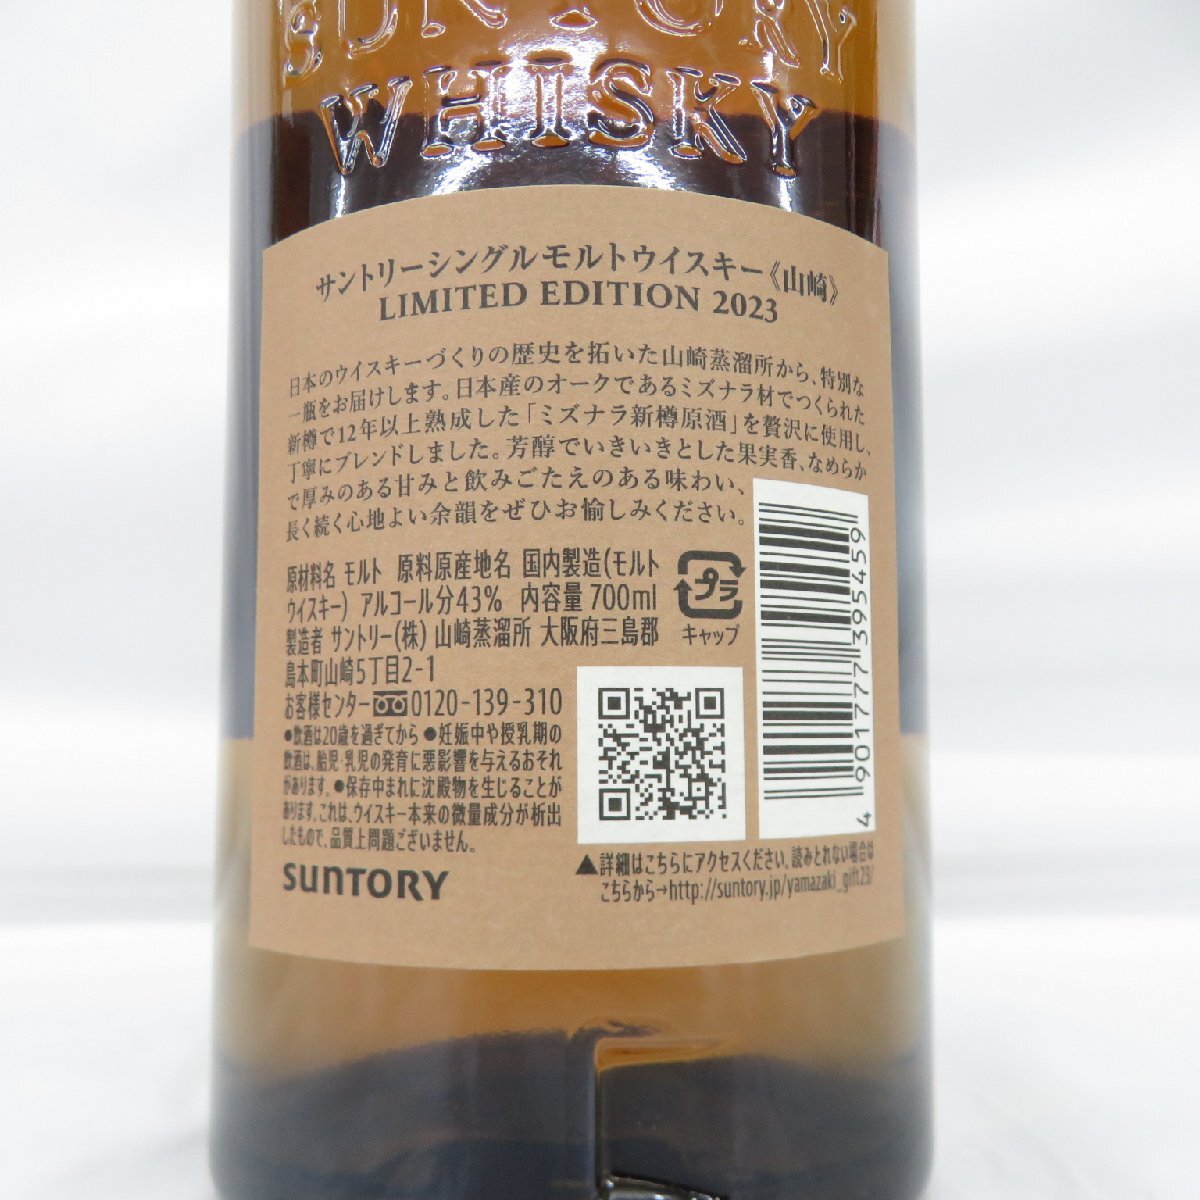 SUNTORY
WHISKY
サントリーシングルモルトウイスキー《山崎》
LIMITED EDITION 2023
日本のウイスキーづくりの歴史を拓いた山崎蒸溜所から、特別な
一瓶をお届けします。日本産のオークであるミズナラ材でつくられた
新樽で12年以上熟成した「ミズナラ新樽原酒」を贅沢に使用し、
丁寧にブレンドしました。芳醇でいきいきとした果実香、なめらか
で厚みのある甘みと飲みごたえのある味わい、
長く続く心地よい余韻をぜひお愉しみください。
原材料名 モルト 原料原産地名 国内製造(モルト
ウイスキー) アルコール分43% 内容量700ml
製造者 サントリー(株) 山崎蒸溜所 大阪府三島郡
島本町山崎5丁目2-1
お客様センター 0120-139-310
●飲酒は20歳を過ぎてから ●妊娠中や授乳期の
飲酒は、胎児・乳児の発育に悪影響を与えるおそれ
があります。●保存中まれに沈殿物を生じることが
あります。これは、ウイスキー本来の微量成分が析出
したもので、品質上問題ございません。
SUNTORY
プラ
キャップ
4 901777 395459
▲詳細はこちらにアクセスください。読みとれない場合は
こちらから→http://suntory.jp/yamazaki_gift23/